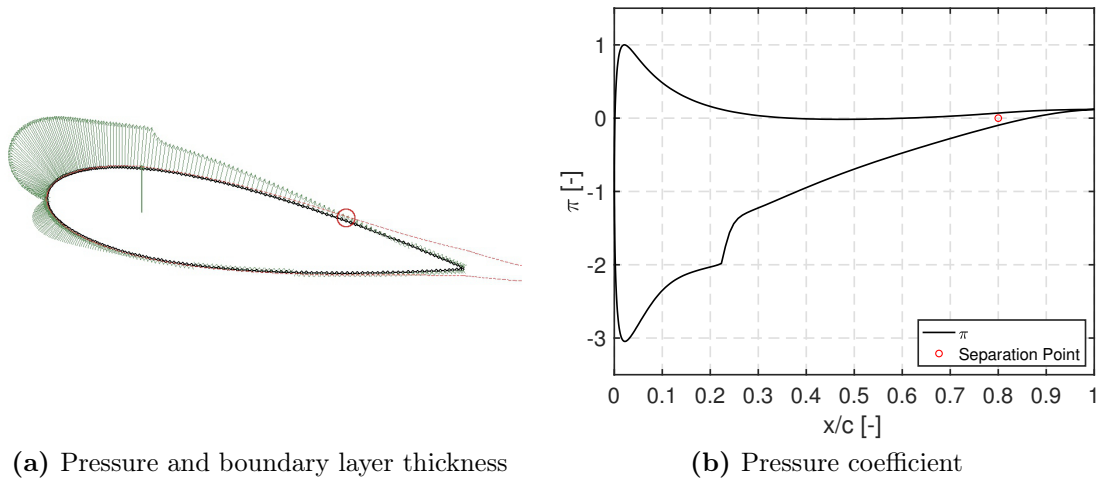 1
0
-1
-2
-3
π [-]
π
Separation Point
0 0.1 0.2 0.3 0.4 0.5 0.6 0.7 0.8 0.9 1
x/c [-]
(a) Pressure and boundary layer thickness
(b) Pressure coefficient